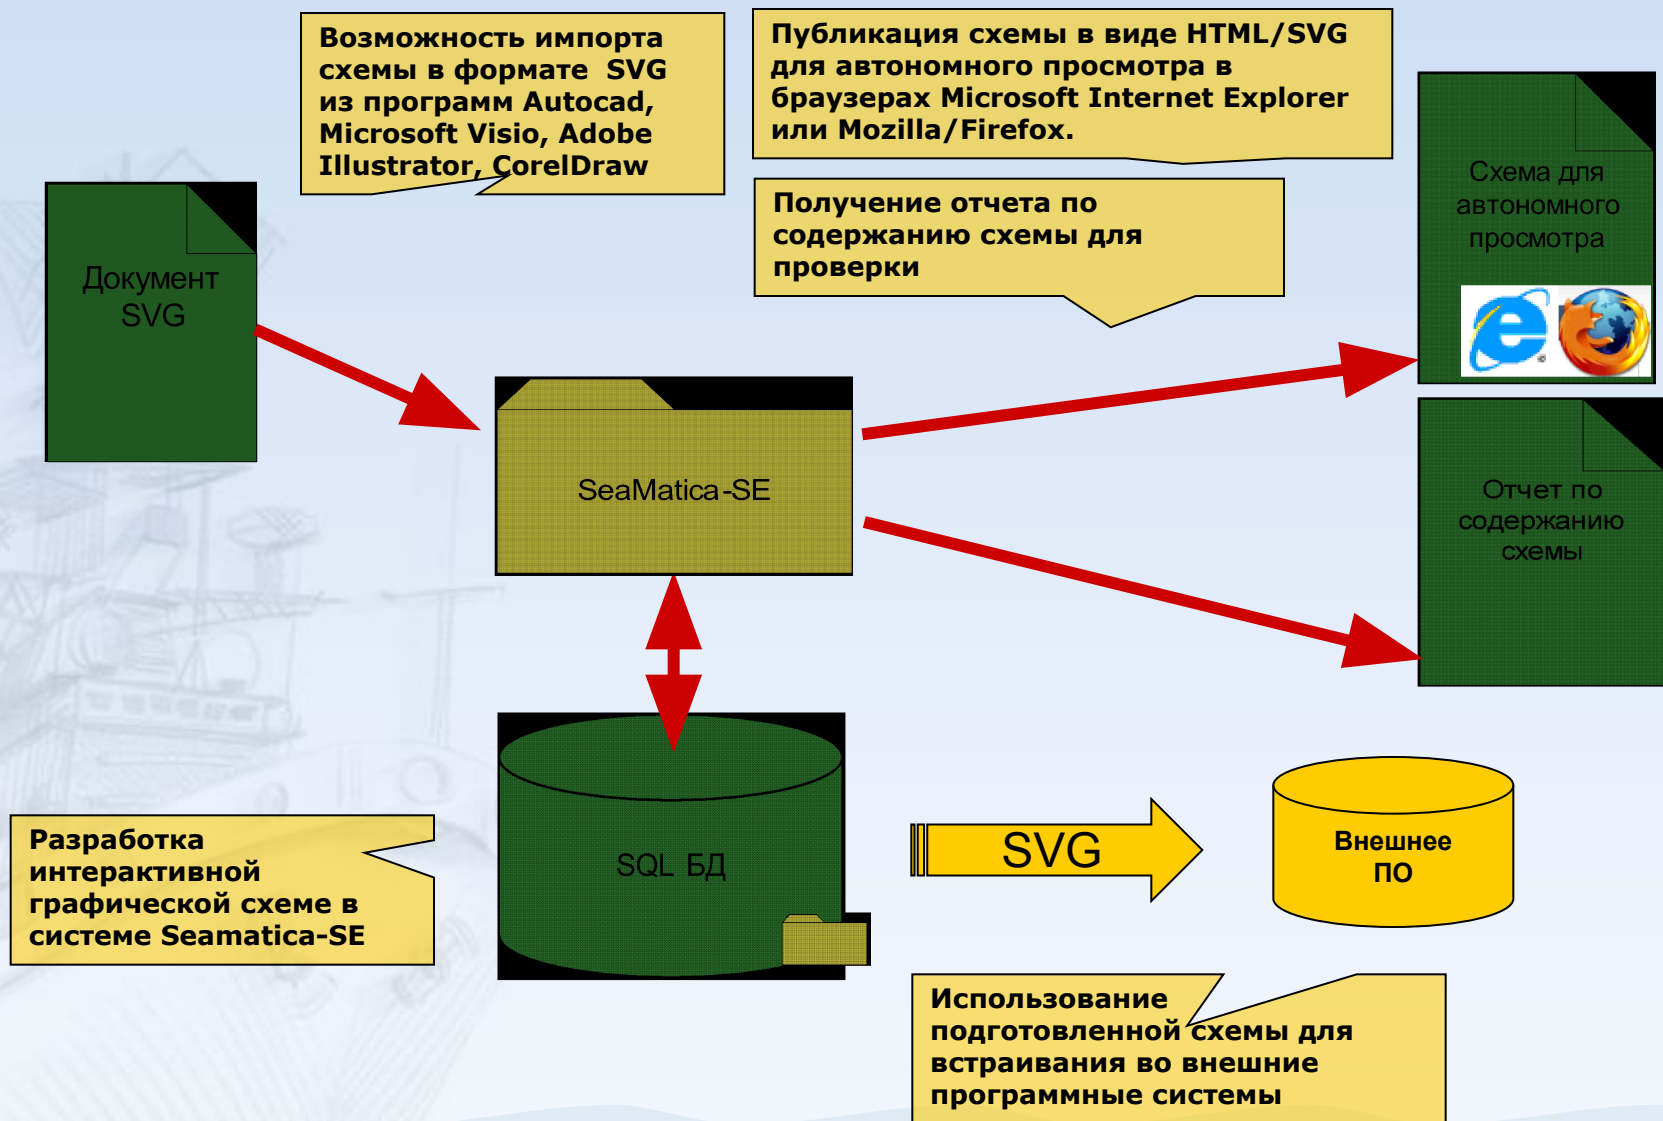 Возможность импорта
схемы в формате SVG
из программ Autocad,
Microsoft Visio, Adobe
Illustrator, CorelDraw
Публикация схемы в виде HTML/SVG
для автономного просмотра в
браузерах Microsoft Internet Explorer
или Mozilla/Firefox.
Получение отчета по
содержанию схемы для
проверки
Схема для
автономного
просмотра
Документ
SVG
SeaMatica-SE
Отчет по
содержанию
схемы
Разработка
интерактивной
графической схеме в
системе Seamatica-SE
SQL БД
SVG
Внешнее
ПО
Использование
подготовленной схемы для
встраивания во внешние
программные системы